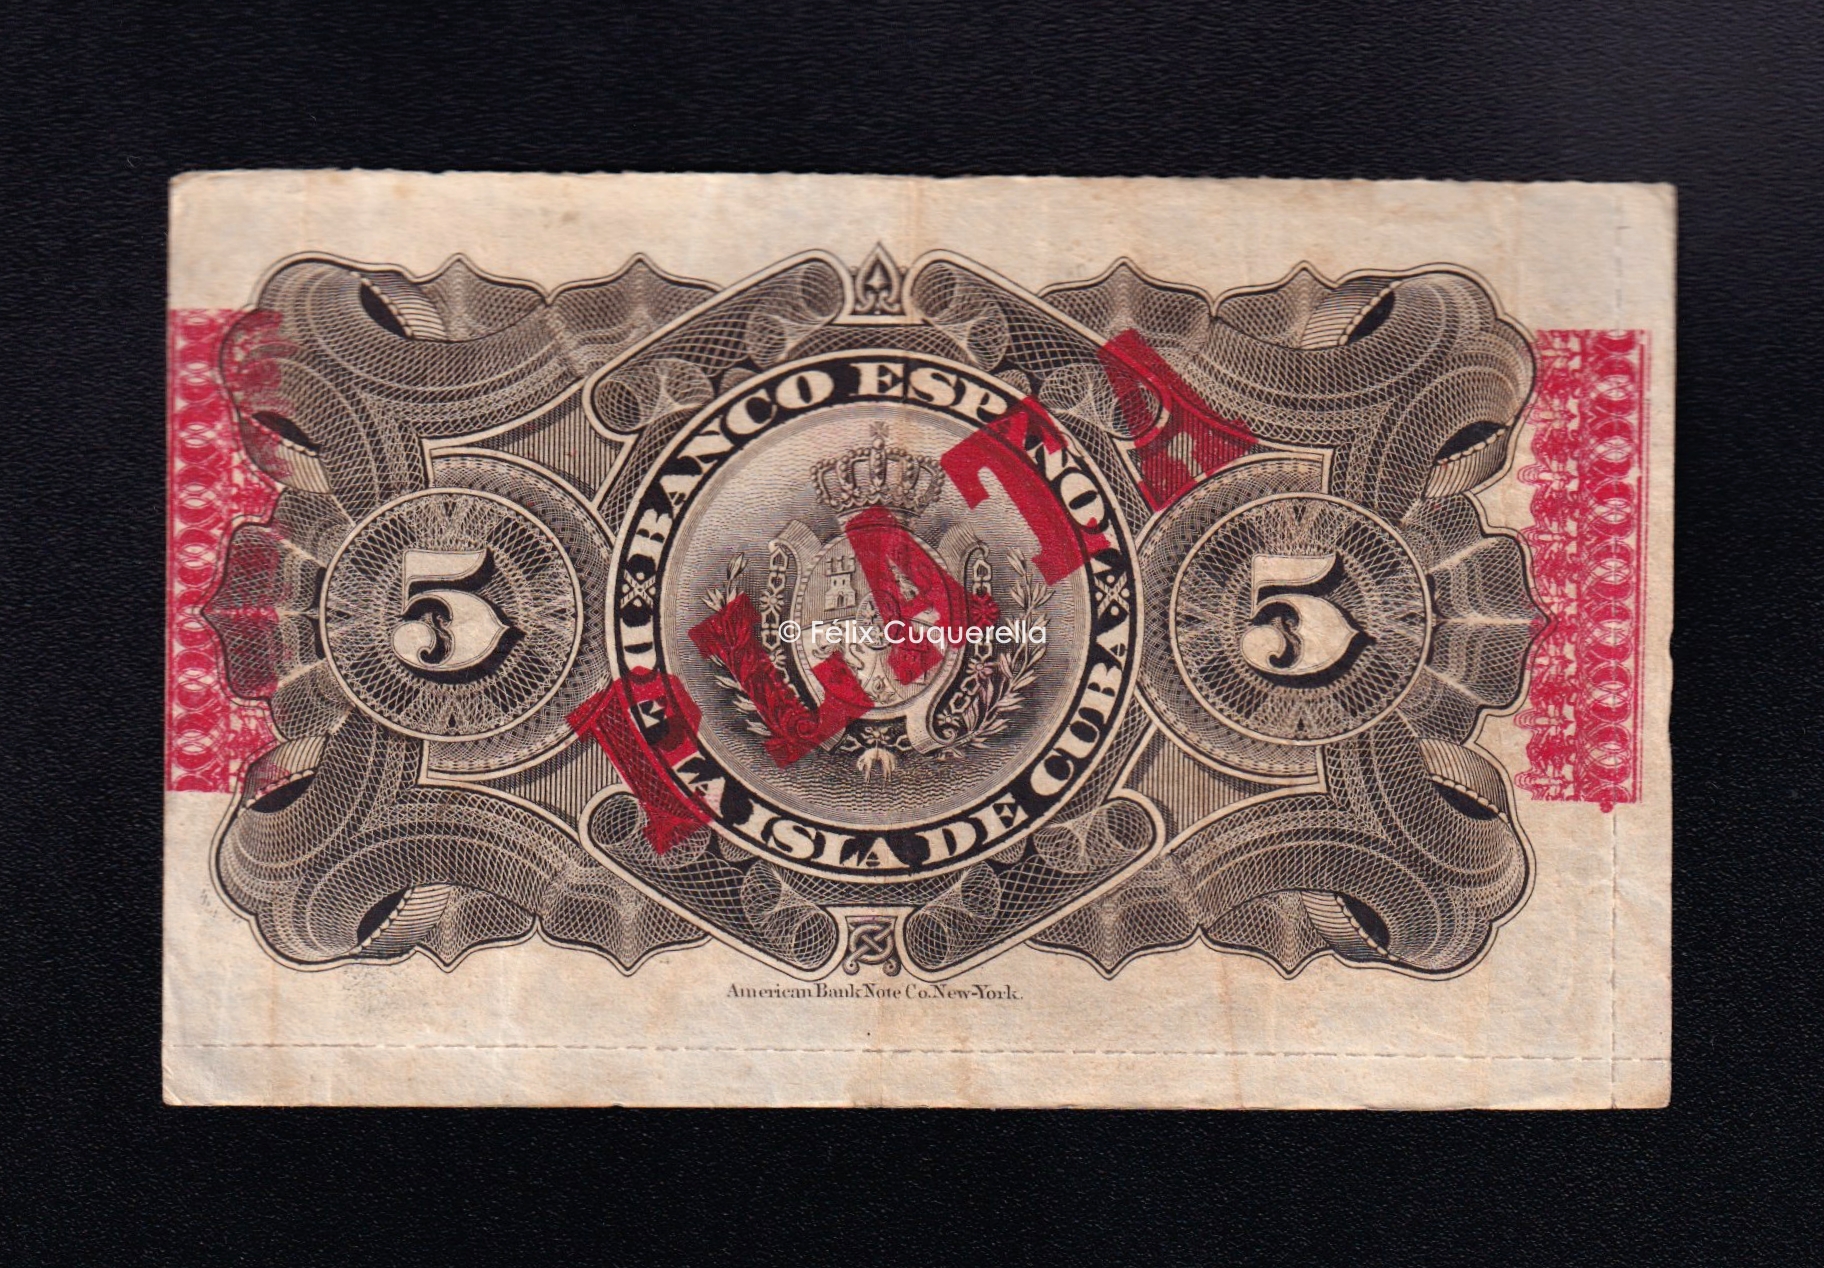 BANCO ESPAÑOL
DE LA ISLA DE CUBA
PLATA
5
5
© Félix Cuquerella
American Bank Note Co. New-York.